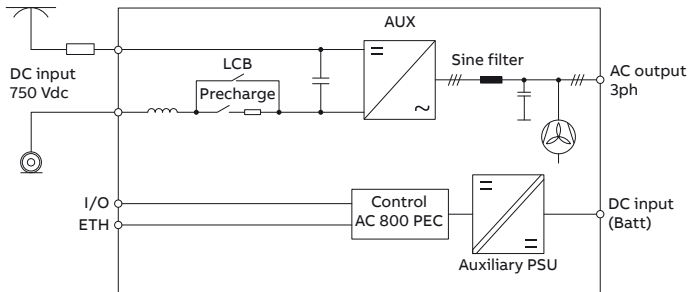 AUX
LCB
Sine filter
DC input
750 Vdc
AC output
3ph
Precharge
I/O
ETH
Control
AC 800 PEC
DC input
(Batt)
Auxiliary PSU